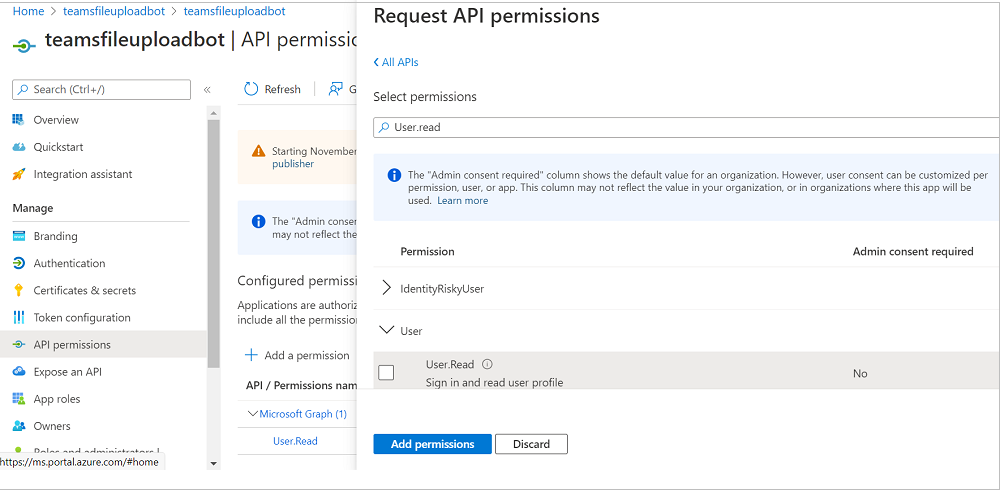 Home > teamsfileuploadbot > teamsfileuploadbot
teamsfileuploadbot | API permissio
Search (Ctrl+/)
«
Overview
Quickstart
Integration assistant
Manage
Branding
Authentication
Certificates & secrets
Token configuration
API permissions
Expose an API
App roles
Owners
Roles and administrators |
https://ms.portal.azure.com/#home
Refresh
G
Starting November
publisher
The "Admin consen
may not reflect the
Configured permissi
Applications are authoriz
include all the permission
+ Add a permission
API / Permissions nam
Microsoft Graph (1)
User.Read
Request API permissions
< All APIs
Select permissions
User.read
The "Admin consent required" column shows the default value for an organization. However, user consent can be customized per
permission, user, or app. This column may not reflect the value in your organization, or in organizations where this app will be
used. Learn more
Permission Admin consent required
IdentityRiskyUser
User
User.Read
Sign in and read user profile
No
Add permissions Discard